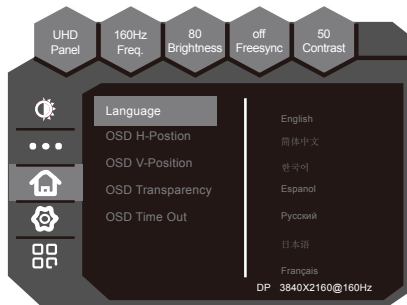 UHD
Panel
160Hz
Freq.
80
Brightness
off
Freesync
50
Contrast
Language
OSD H-Postion
OSD V-Position
OSD Transparency
OSD Time Out
English
简体中文
한국어
Espanol
Русский
日本语
Français
DP 3840X2160@160Hz